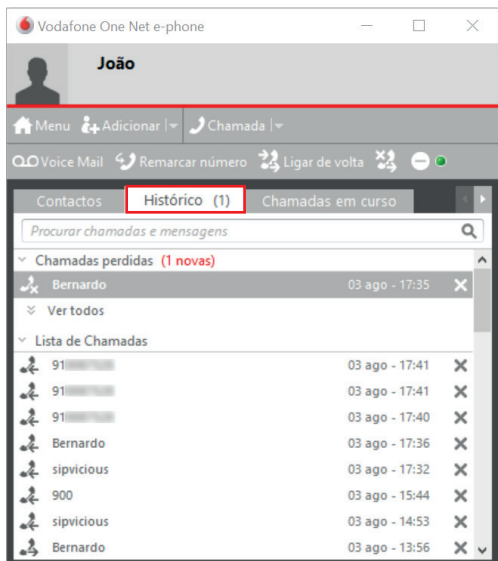 Vodafone One Net e-phone
João
Menu Adicionar Chamada
Voice Mail Remarcar número Ligar de volta
Contactos Histórico (1) Chamadas em curso
Procurar chamadas e mensagens
Chamadas perdidas (1 novas)
Bernardo 03 ago - 17:35
Ver todos
Lista de Chamadas
91 03 ago - 17:41
91 03 ago - 17:41
91 03 ago - 17:40
Bernardo 03 ago - 17:36
sipvicious 03 ago - 17:32
900 03 ago - 15:44
sipvicious 03 ago - 14:53
Bernardo 03 ago - 13:56